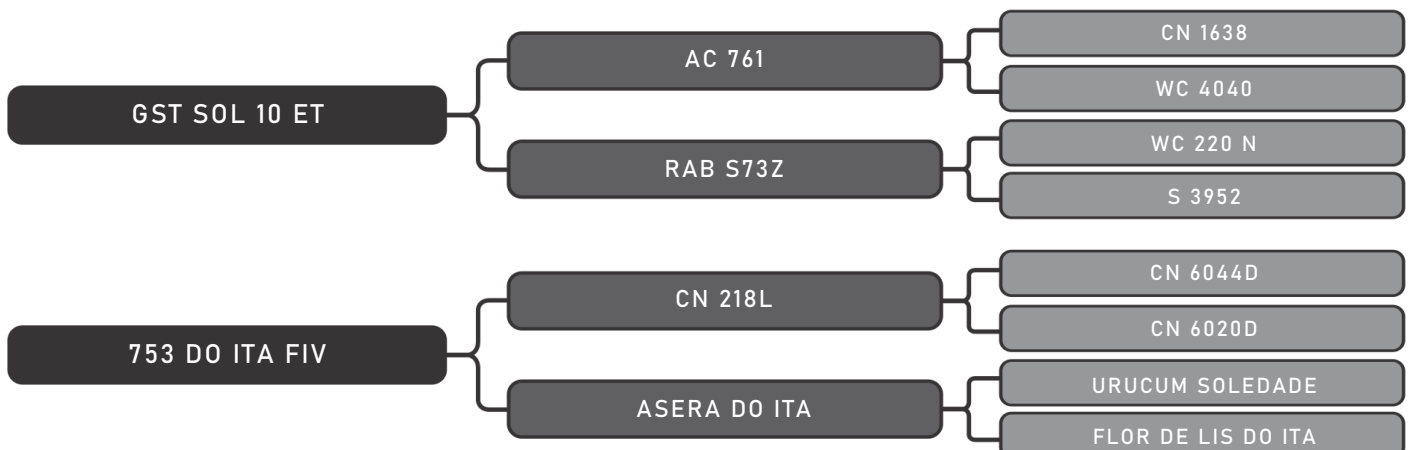 GST SOL 10 ET
AC 761
CN 1638
WC 4040
RAB S73Z
WC 220 N
S 3952
753 DO ITA FIV
CN 218L
CN 6044D
CN 6020D
ASERA DO ITA
URUCUM SOLEDADE
FLOR DE LIS DO ITA